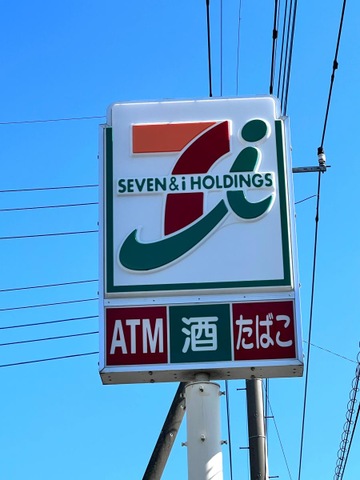 SEVEN&i HOLDINGS
ATM 酒 たばこ